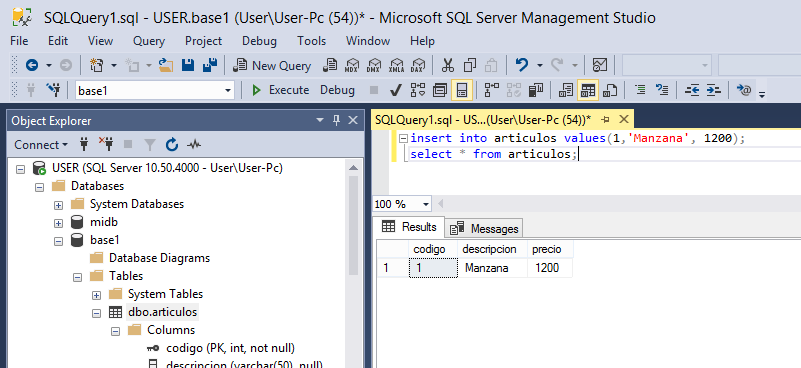 SQLQuery1.sql - USER.base1 (User\User-Pc (54))* - Microsoft SQL Server Management Studio
File Edit View Query Project Debug Tools Window Help
New Query MDX DMX XMLA DAX
base1 Execute Debug
Object Explorer
Connect
USER (SQL Server 10.50.4000 - User\User-Pc)
Databases
System Databases
midb
base1
Database Diagrams
Tables
System Tables
dbo.articulos
Columns
codigo (PK, int, not null)
descripcion (varchar(50), null)
SQLQuery1.sql - US...(User\User-Pc (54))*
insert into articulos values(1,'Manzana', 1200);
select * from articulos;
100 %
Results Messages
codigo descripcion precio
1 1 Manzana 1200